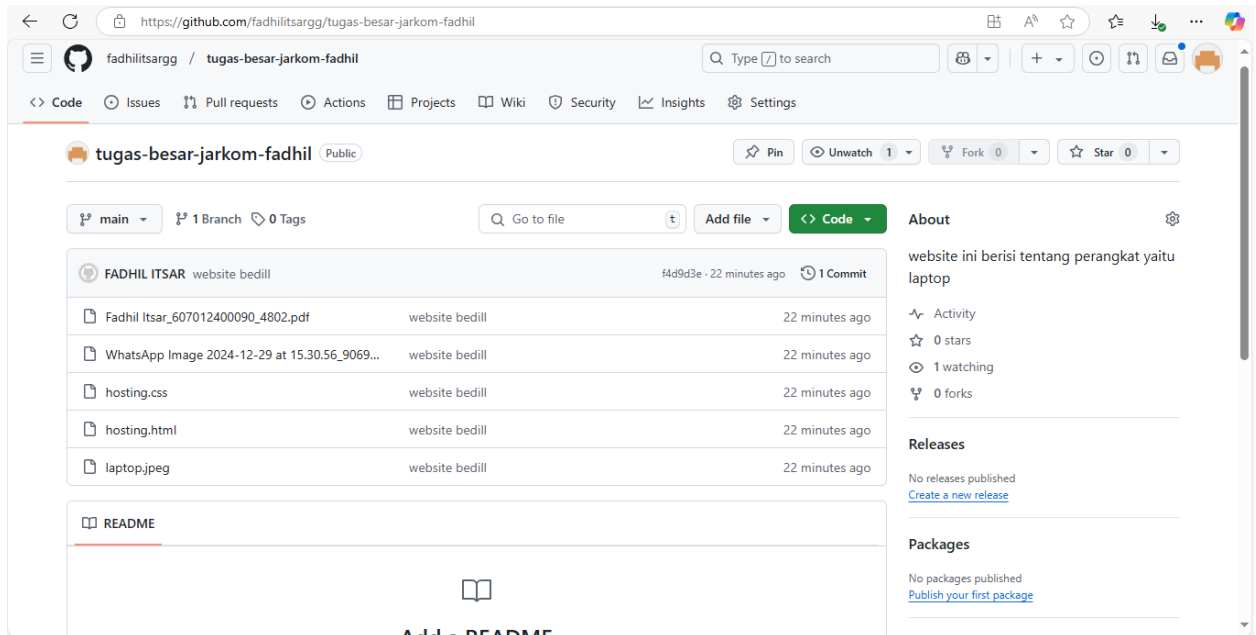 https://github.com/fadhilitsargg/tugas-besar-jarkom-fadhil
fadhilitsargg / tugas-besar-jarkom-fadhil
Type / to search
Code Issues Pull requests Actions Projects Wiki Security Insights Settings
tugas-besar-jarkom-fadhil Public
Pin Unwatch 1 Fork 0 Star 0
main 1 Branch 0 Tags
Go to file t Add file Code
FADHIL ITSAR website bedill f4d9d3e · 22 minutes ago 1 Commit
Fadhil Itsar_607012400090_4802.pdf website bedill 22 minutes ago
WhatsApp Image 2024-12-29 at 15.30.56_9069... website bedill 22 minutes ago
hosting.css website bedill 22 minutes ago
hosting.html website bedill 22 minutes ago
laptop.jpeg website bedill 22 minutes ago
README
Add a README
About
website ini berisi tentang perangkat yaitu
laptop
Activity
0 stars
1 watching
0 forks
Releases
No releases published
Create a new release
Packages
No packages published
Publish your first package